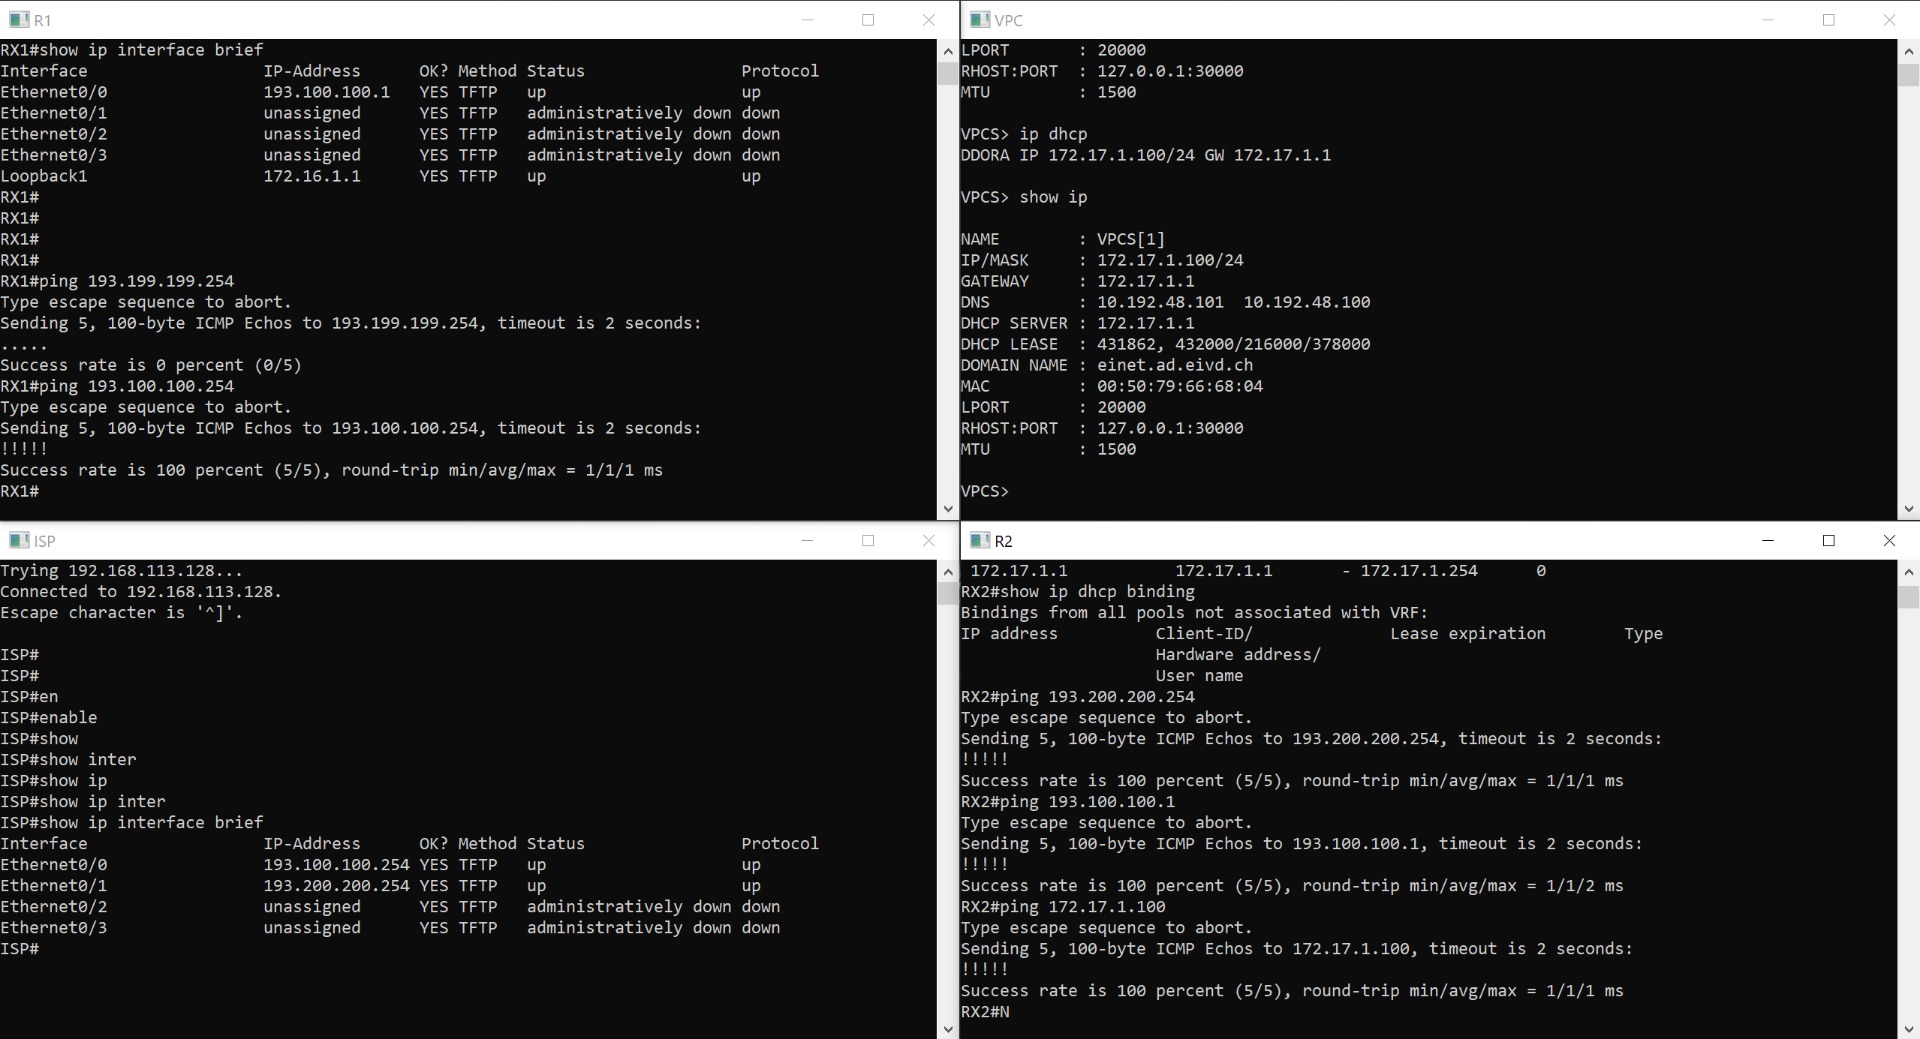 R1
RX1#show ip interface brief
Interface                  IP-Address      OK? Method Status                Protocol
Ethernet0/0                193.100.100.1   YES TFTP   up                    up
Ethernet0/1                unassigned      YES TFTP   administratively down down
Ethernet0/2                unassigned      YES TFTP   administratively down down
Ethernet0/3                unassigned      YES TFTP   administratively down down
Loopback1                  172.16.1.1      YES TFTP   up                    up
RX1#
RX1#
RX1#
RX1#
RX1#ping 193.199.199.254
Type escape sequence to abort.
Sending 5, 100-byte ICMP Echos to 193.199.199.254, timeout is 2 seconds:
.....
Success rate is 0 percent (0/5)
RX1#ping 193.100.100.254
Type escape sequence to abort.
Sending 5, 100-byte ICMP Echos to 193.100.100.254, timeout is 2 seconds:
!!!!!
Success rate is 100 percent (5/5), round-trip min/avg/max = 1/1/1 ms
RX1#
VPC
LPORT       : 20000
RHOST:PORT  : 127.0.0.1:30000
MTU         : 1500
VPCS> ip dhcp
DDORA IP 172.17.1.100/24 GW 172.17.1.1
VPCS> show ip
NAME        : VPCS[1]
IP/MASK     : 172.17.1.100/24
GATEWAY     : 172.17.1.1
DNS         : 10.192.48.101  10.192.48.100
DHCP SERVER : 172.17.1.1
DHCP LEASE  : 431862, 432000/216000/378000
DOMAIN NAME : einet.ad.eivd.ch
MAC         : 00:50:79:66:68:04
LPORT       : 20000
RHOST:PORT  : 127.0.0.1:30000
MTU         : 1500
VPCS>
ISP
Trying 192.168.113.128...
Connected to 192.168.113.128.
Escape character is '^]'.
ISP#
ISP#
ISP#en
ISP#enable
ISP#show
ISP#show inter
ISP#show ip
ISP#show ip inter
ISP#show ip interface brief
Interface                  IP-Address      OK? Method Status                Protocol
Ethernet0/0                193.100.100.254 YES TFTP   up                    up
Ethernet0/1                193.200.200.254 YES TFTP   up                    up
Ethernet0/2                unassigned      YES TFTP   administratively down down
Ethernet0/3                unassigned      YES TFTP   administratively down down
ISP#
R2
172.17.1.1           172.17.1.1       - 172.17.1.254      0
RX2#show ip dhcp binding
Bindings from all pools not associated with VRF:
IP address          Client-ID/              Lease expiration        Type
Hardware address/
User name
RX2#ping 193.200.200.254
Type escape sequence to abort.
Sending 5, 100-byte ICMP Echos to 193.200.200.254, timeout is 2 seconds:
!!!!!
Success rate is 100 percent (5/5), round-trip min/avg/max = 1/1/1 ms
RX2#ping 193.100.100.1
Type escape sequence to abort.
Sending 5, 100-byte ICMP Echos to 193.100.100.1, timeout is 2 seconds:
!!!!!
Success rate is 100 percent (5/5), round-trip min/avg/max = 1/1/2 ms
RX2#ping 172.17.1.100
Type escape sequence to abort.
Sending 5, 100-byte ICMP Echos to 172.17.1.100, timeout is 2 seconds:
!!!!!
Success rate is 100 percent (5/5), round-trip min/avg/max = 1/1/1 ms
RX2#N